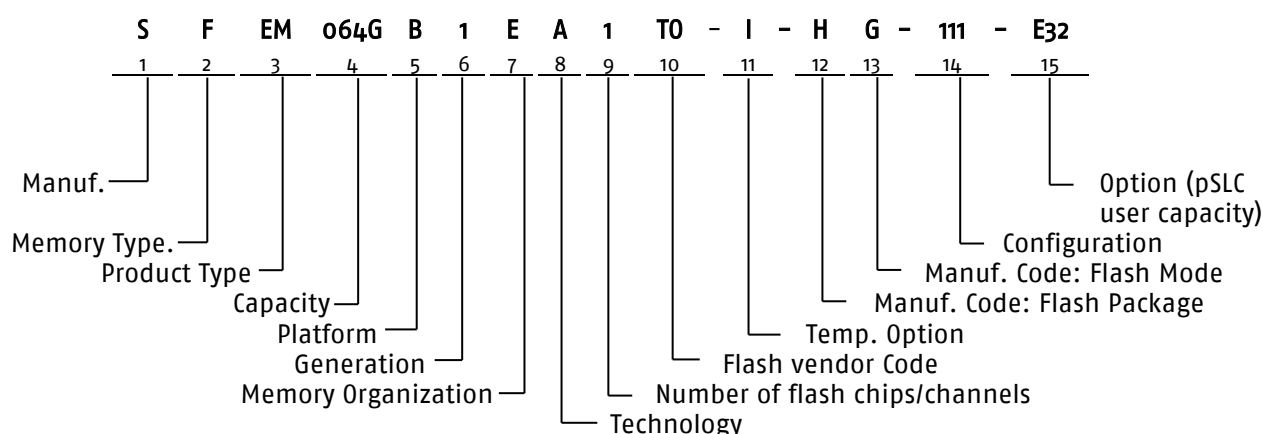 S F EM 064G B 1 E A 1 TO - I - H G - 111 - E32
1 2 3 4 5 6 7 8 9 10 11 12 13 14 15
Manuf. Option (pSLC
user capacity)
Memory Type. Configuration
Product Type Manuf. Code: Flash Mode
Capacity Manuf. Code: Flash Package
Platform Temp. Option
Generation Flash vendor Code
Memory Organization Number of flash chips/channels
Technology